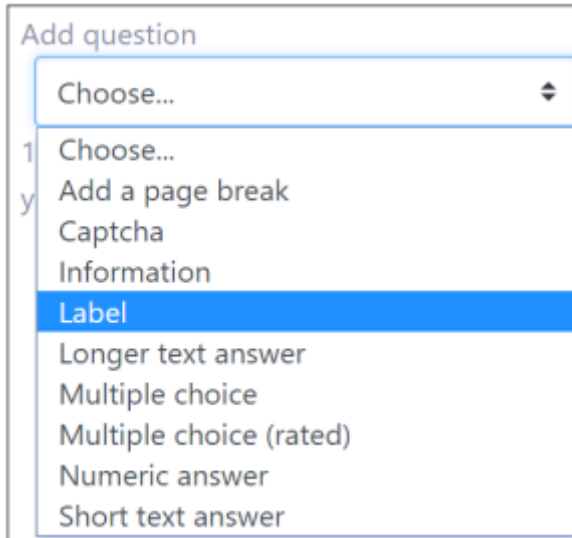 Add question
Choose...
Choose...
1
Add a page break
y
Captcha
Information
Label
Longer text answer
Multiple choice
Multiple choice (rated)
Numeric answer
Short text answer